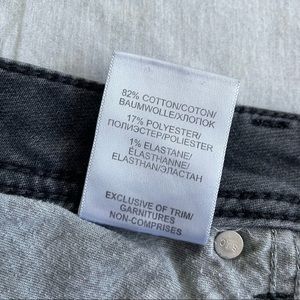 82% COTTON/COTON/
BAUMWOLLE/ХЛОПОК
17% POLYESTER/
ПОЛИЭСТЕР/POLIESTER
1% ELASTANE/
ÉLASTHANNE/
ELASTHAN/ЭЛАСТАН
EXCLUSIVE OF TRIM/
GARNITURES
NON-COMPRISES